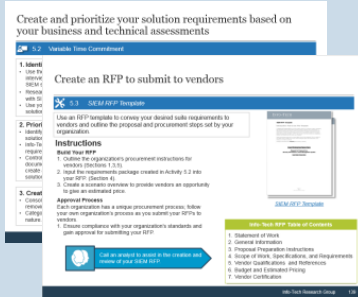 Create and prioritize your solution requirements based on
your business and technical assessments
5.2 Variable Time Commitment
1. Identi
Use the
intervie
SIEM
Resea
with SI
Use yo
solutio
2. Priori
Identify
solution
Info-Te
require
Contra
docum
create
solutio
3. Creat
Consol
remov
Catego
nature
Create an RFP to submit to vendors
5.3 SIEM RFP Template
Use an RFP template to convey your desired suite requirements to
vendors and outline the proposal and procurement steps set by your
organization
Instructions
Build Your RFP
1. Outline the organization's procurement instructions for
vendors (Sections 1,3,5).
2. Input the requirements package created in Activity 5.2 into
your RFP (Section 4).
3. Create a scenario overview to provide vendors an opportunity
to give an estimated price.
Approval Process
Each organization has a unique procurement process; follow
your own organization's process as you submit your RFPs to
vendors.
1. Ensure compliance with your organization's standards and
gain approval for submitting your RFP.
Call an analyst to assist in the creation and
review of your SIEM RFP
SIEM RFP Template
Info-Tech RFP Table of Contents
1. Statement of Work
2. General Information
3. Proposal Preparation Instructions
4. Scope of Work, Specifications, and Requirements
5. Vendor Qualifications and References
6. Budget and Estimated Pricing
7. Vendor Certification
Info-Tech Research Group